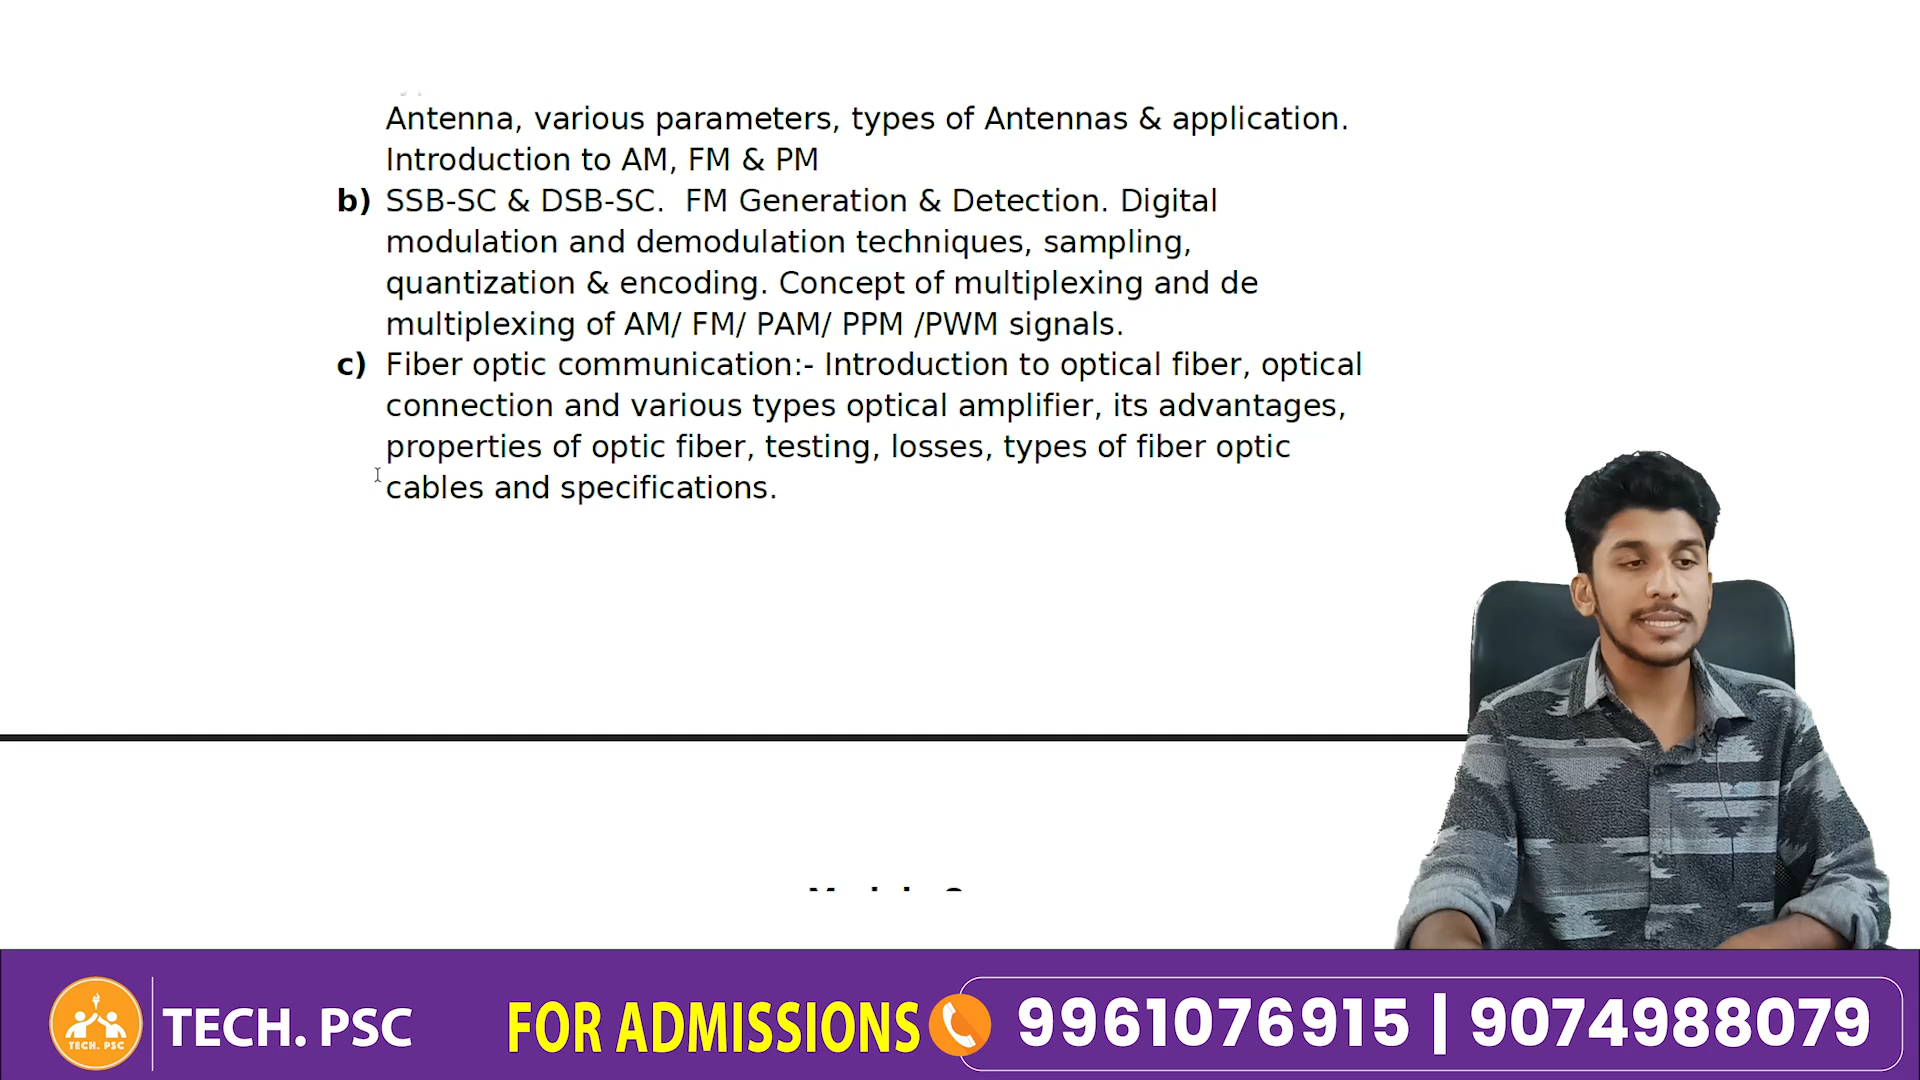 Antenna, various parameters, types of Antennas & application.
Introduction to AM, FM & PM
b) SSB-SC & DSB-SC.  FM Generation & Detection. Digital
modulation and demodulation techniques, sampling,
quantization & encoding. Concept of multiplexing and de
multiplexing of AM/ FM/ PAM/ PPM /PWM signals.
c) Fiber optic communication:- Introduction to optical fiber, optical
connection and various types optical amplifier, its advantages,
properties of optic fiber, testing, losses, types of fiber optic
cables and specifications.
TECH. PSC
TECH. PSC
FOR ADMISSIONS
9961076915 | 9074988079